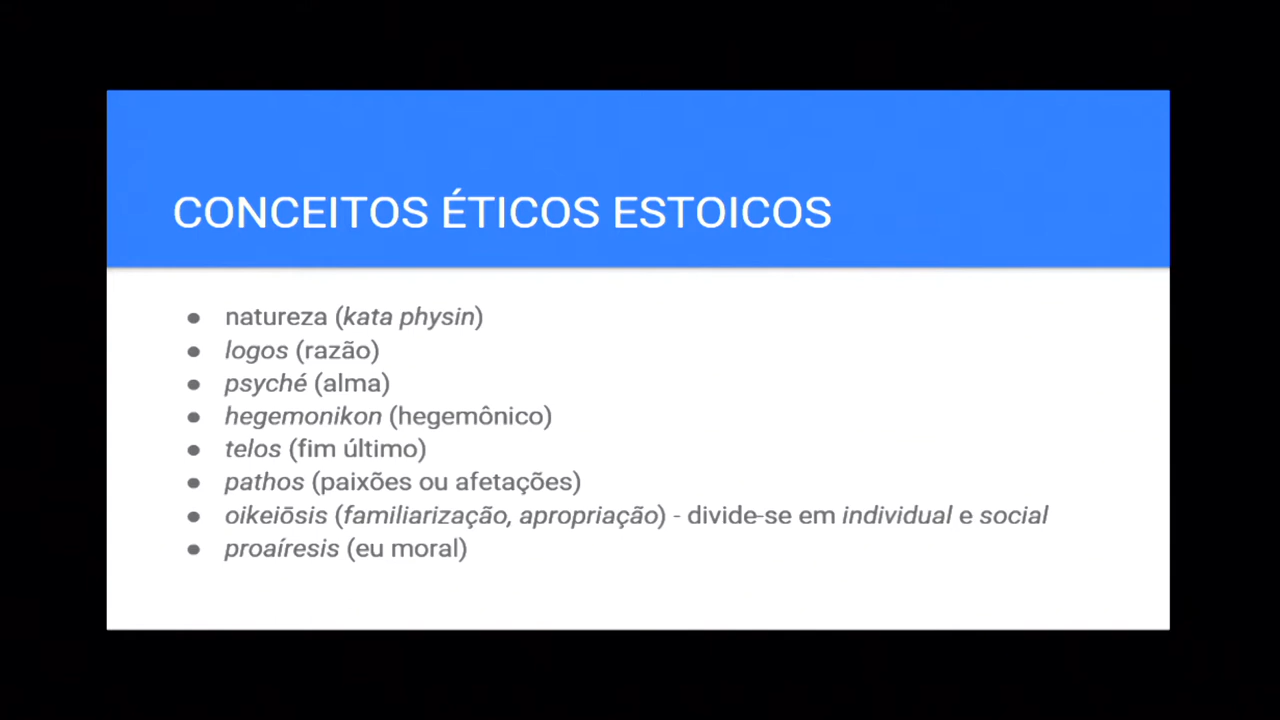 CONCEITOS ÉTICOS ESTOICOS
● natureza (kata physin)
● logos (razão)
● psyché (alma)
● hegemonikon (hegemônico)
● telos (fim último)
● pathos (paixões ou afetações)
● oikeiōsis (familiarização, apropriação) - divide-se em individual e social
● proaíresis (eu moral)